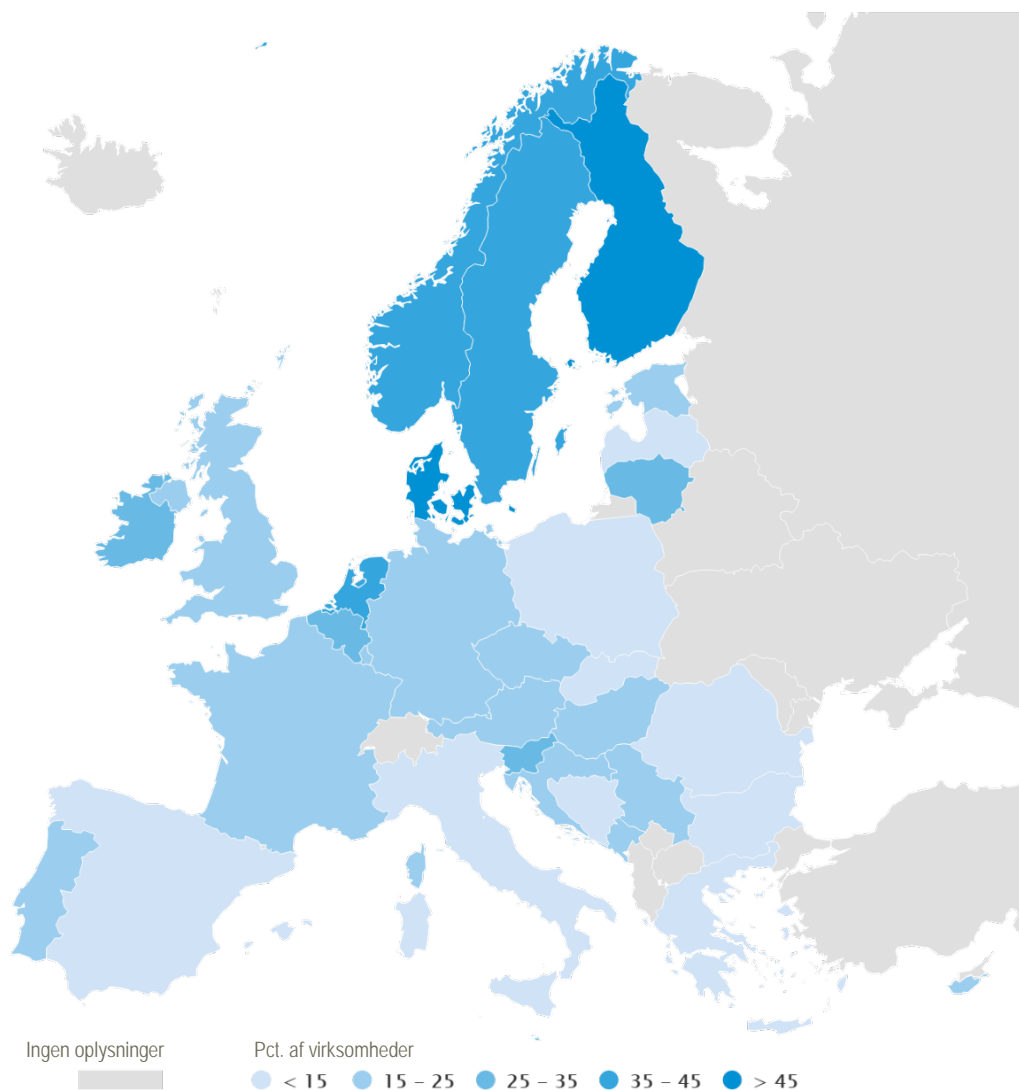 Ingen oplysninger
Pct. af virksomheder
< 15
15 – 25
25 – 35
35 – 45
> 45